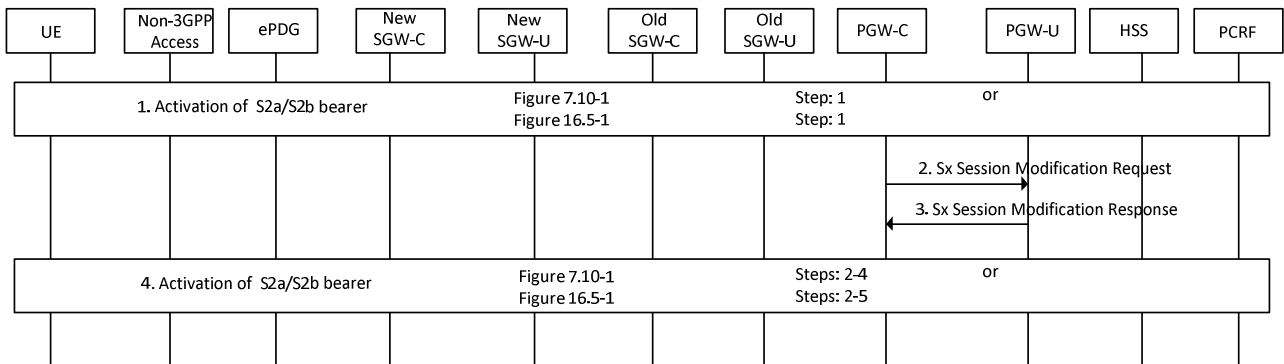 UE
Non-3GPP
Access
ePDG
New
SGW-C
New
SGW-U
Old
SGW-C
Old
SGW-U
PGW-C
PGW-U
HSS
PCRF
1. Activation of S2a/S2b bearer
Figure 7.10-1 Step: 1 or
Figure 16.5-1 Step: 1
2. Sx Session Modification Request
3. Sx Session Modification Response
4. Activation of S2a/S2b bearer
Figure 7.10-1 Steps: 2-4 or
Figure 16.5-1 Steps: 2-5